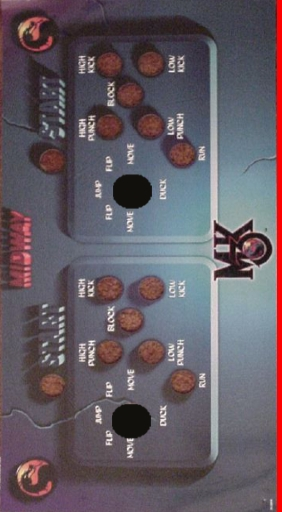 START
HIGH KICK
LOW KICK
BLOCK
HIGH PUNCH
LOW PUNCH
RUN
JUMP
FLIP
FLIP
MOVE
MOVE
DUCK
MIDWAY
MK
START
HIGH KICK
LOW KICK
BLOCK
HIGH PUNCH
LOW PUNCH
RUN
JUMP
FLIP
FLIP
MOVE
MOVE
DUCK